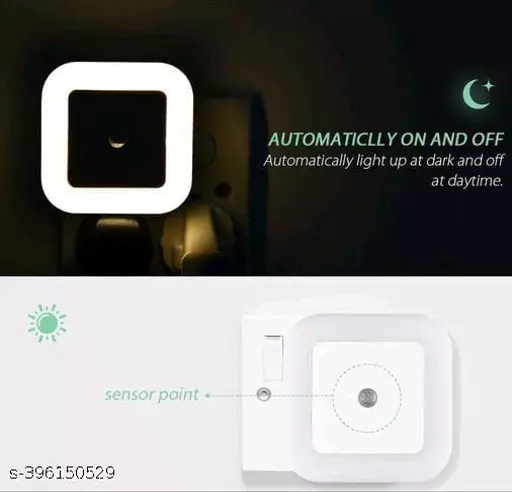 AUTOMATICLLY ON AND OFF
Automatically light up at dark and off
at daytime.
sensor point
s-396150529